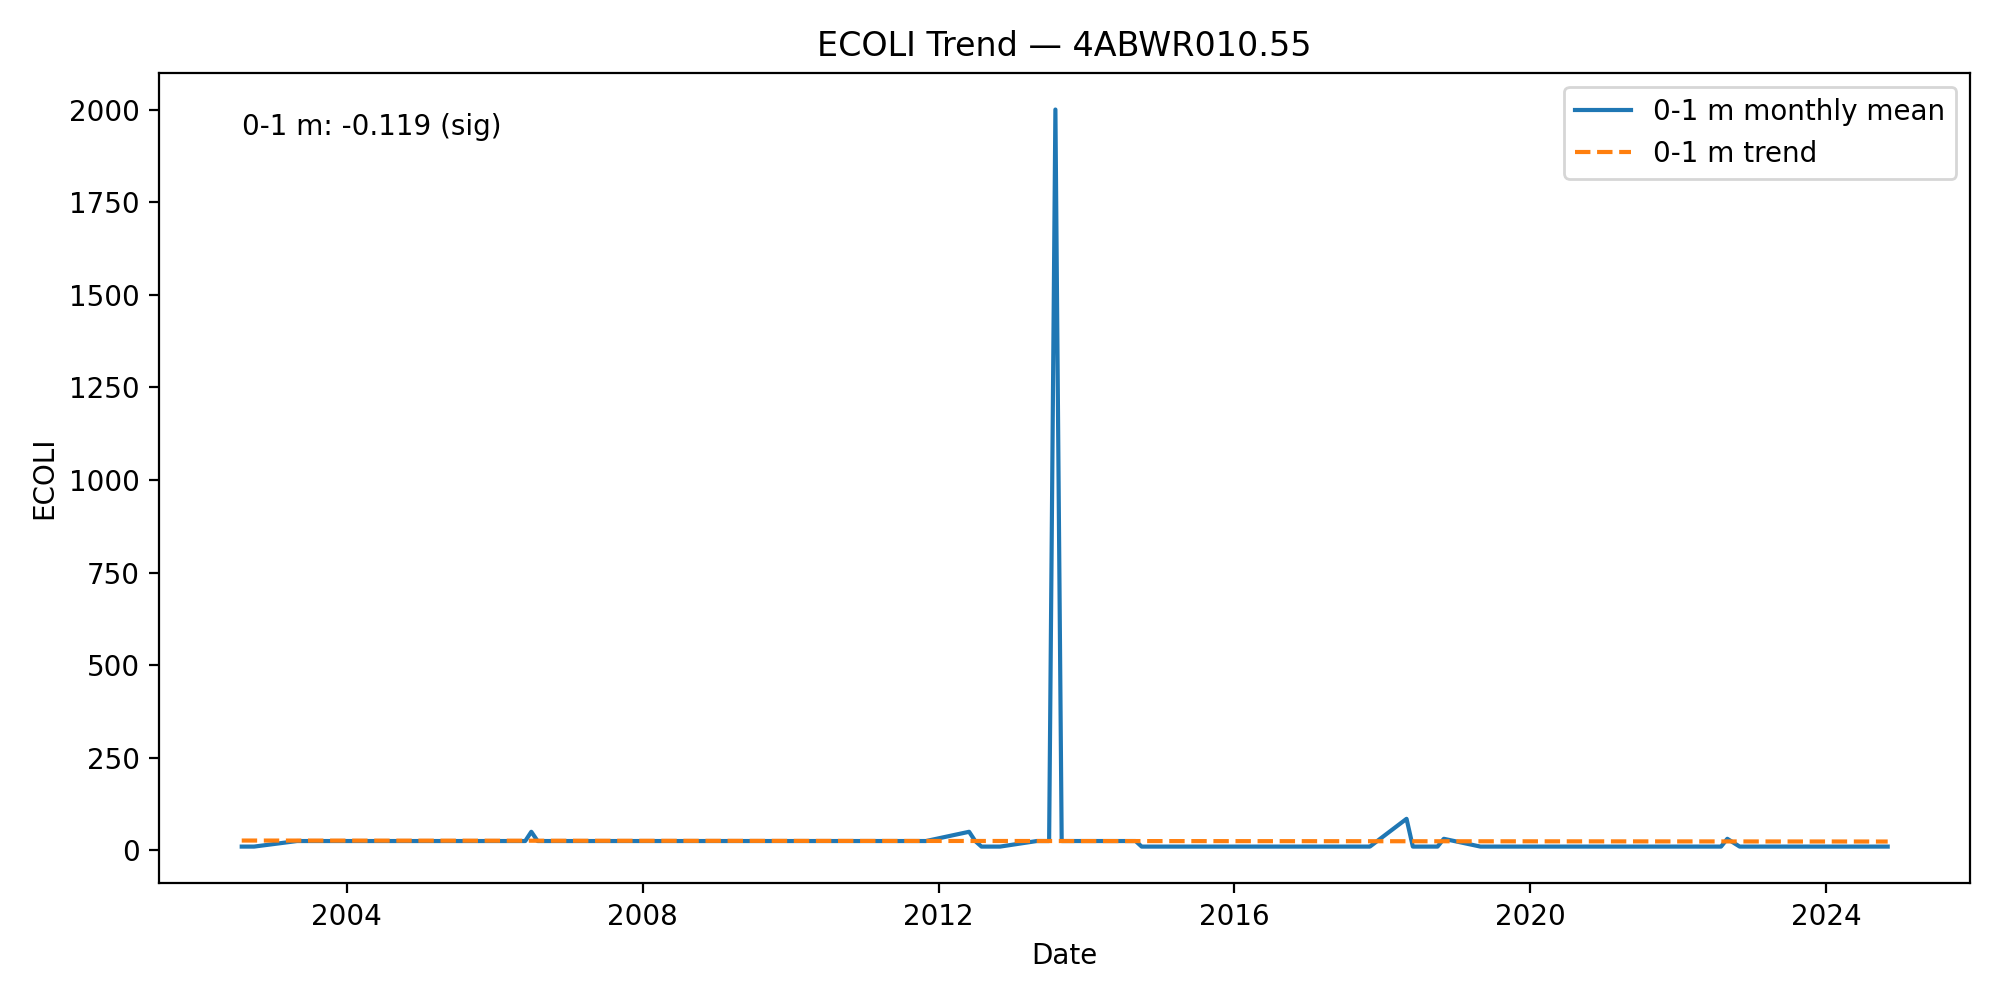 ECOLI Trend — 4ABWR010.55
0-1 m: -0.119 (sig)
0-1 m monthly mean
0-1 m trend
2000
1750
1500
1250
1000
750
500
250
0
ECOLI
2004
2008
2012
2016
2020
2024
Date